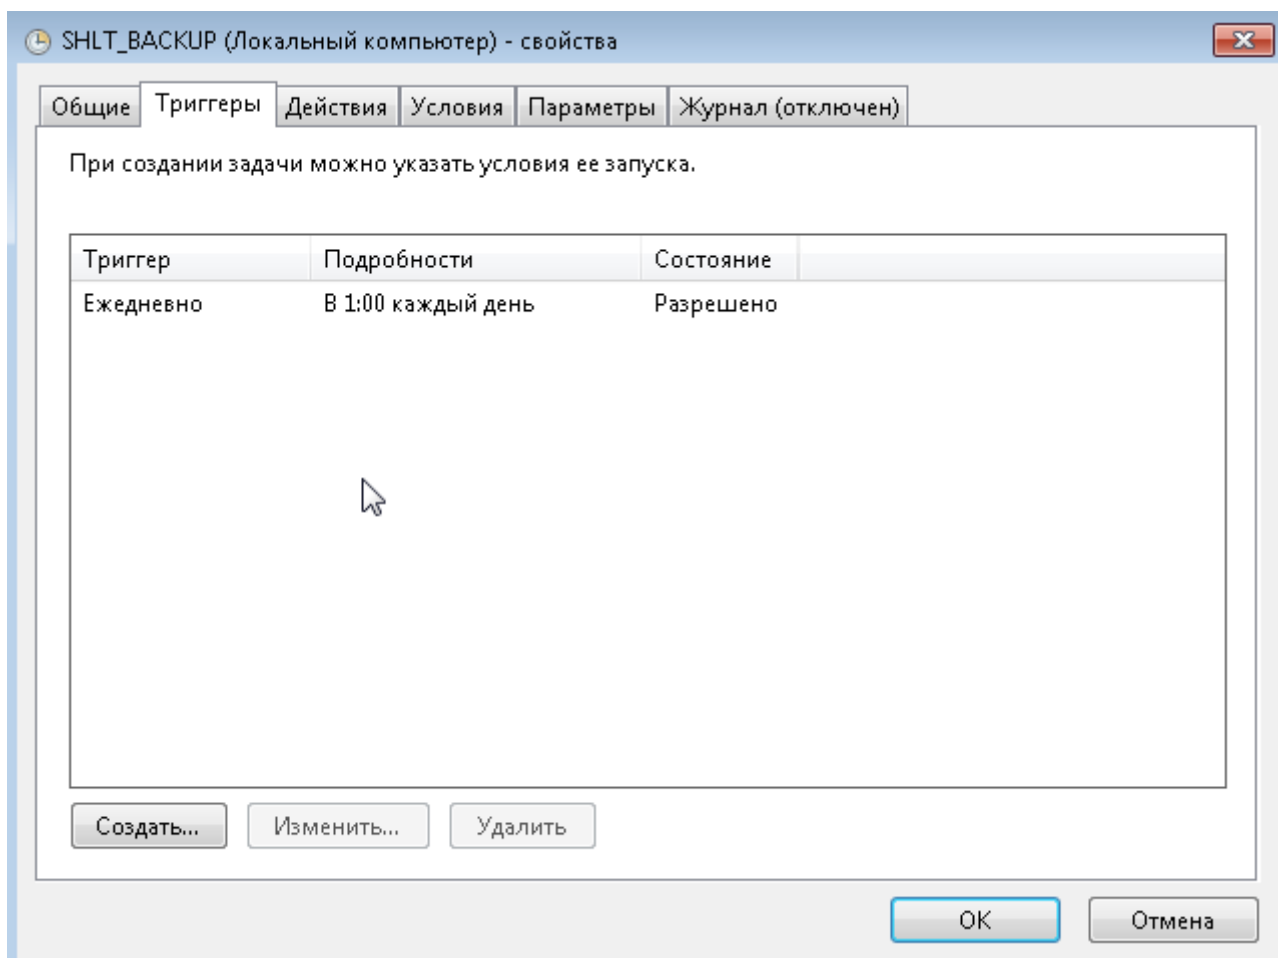 SHLT_BACKUP (Локальный компьютер) - свойства
Общие Триггеры Действия Условия Параметры Журнал (отключен)
При создании задачи можно указать условия ее запуска.
Триггер Подробности Состояние
Ежедневно В 1:00 каждый день Разрешено
Создать... Изменить... Удалить
ОК Отмена